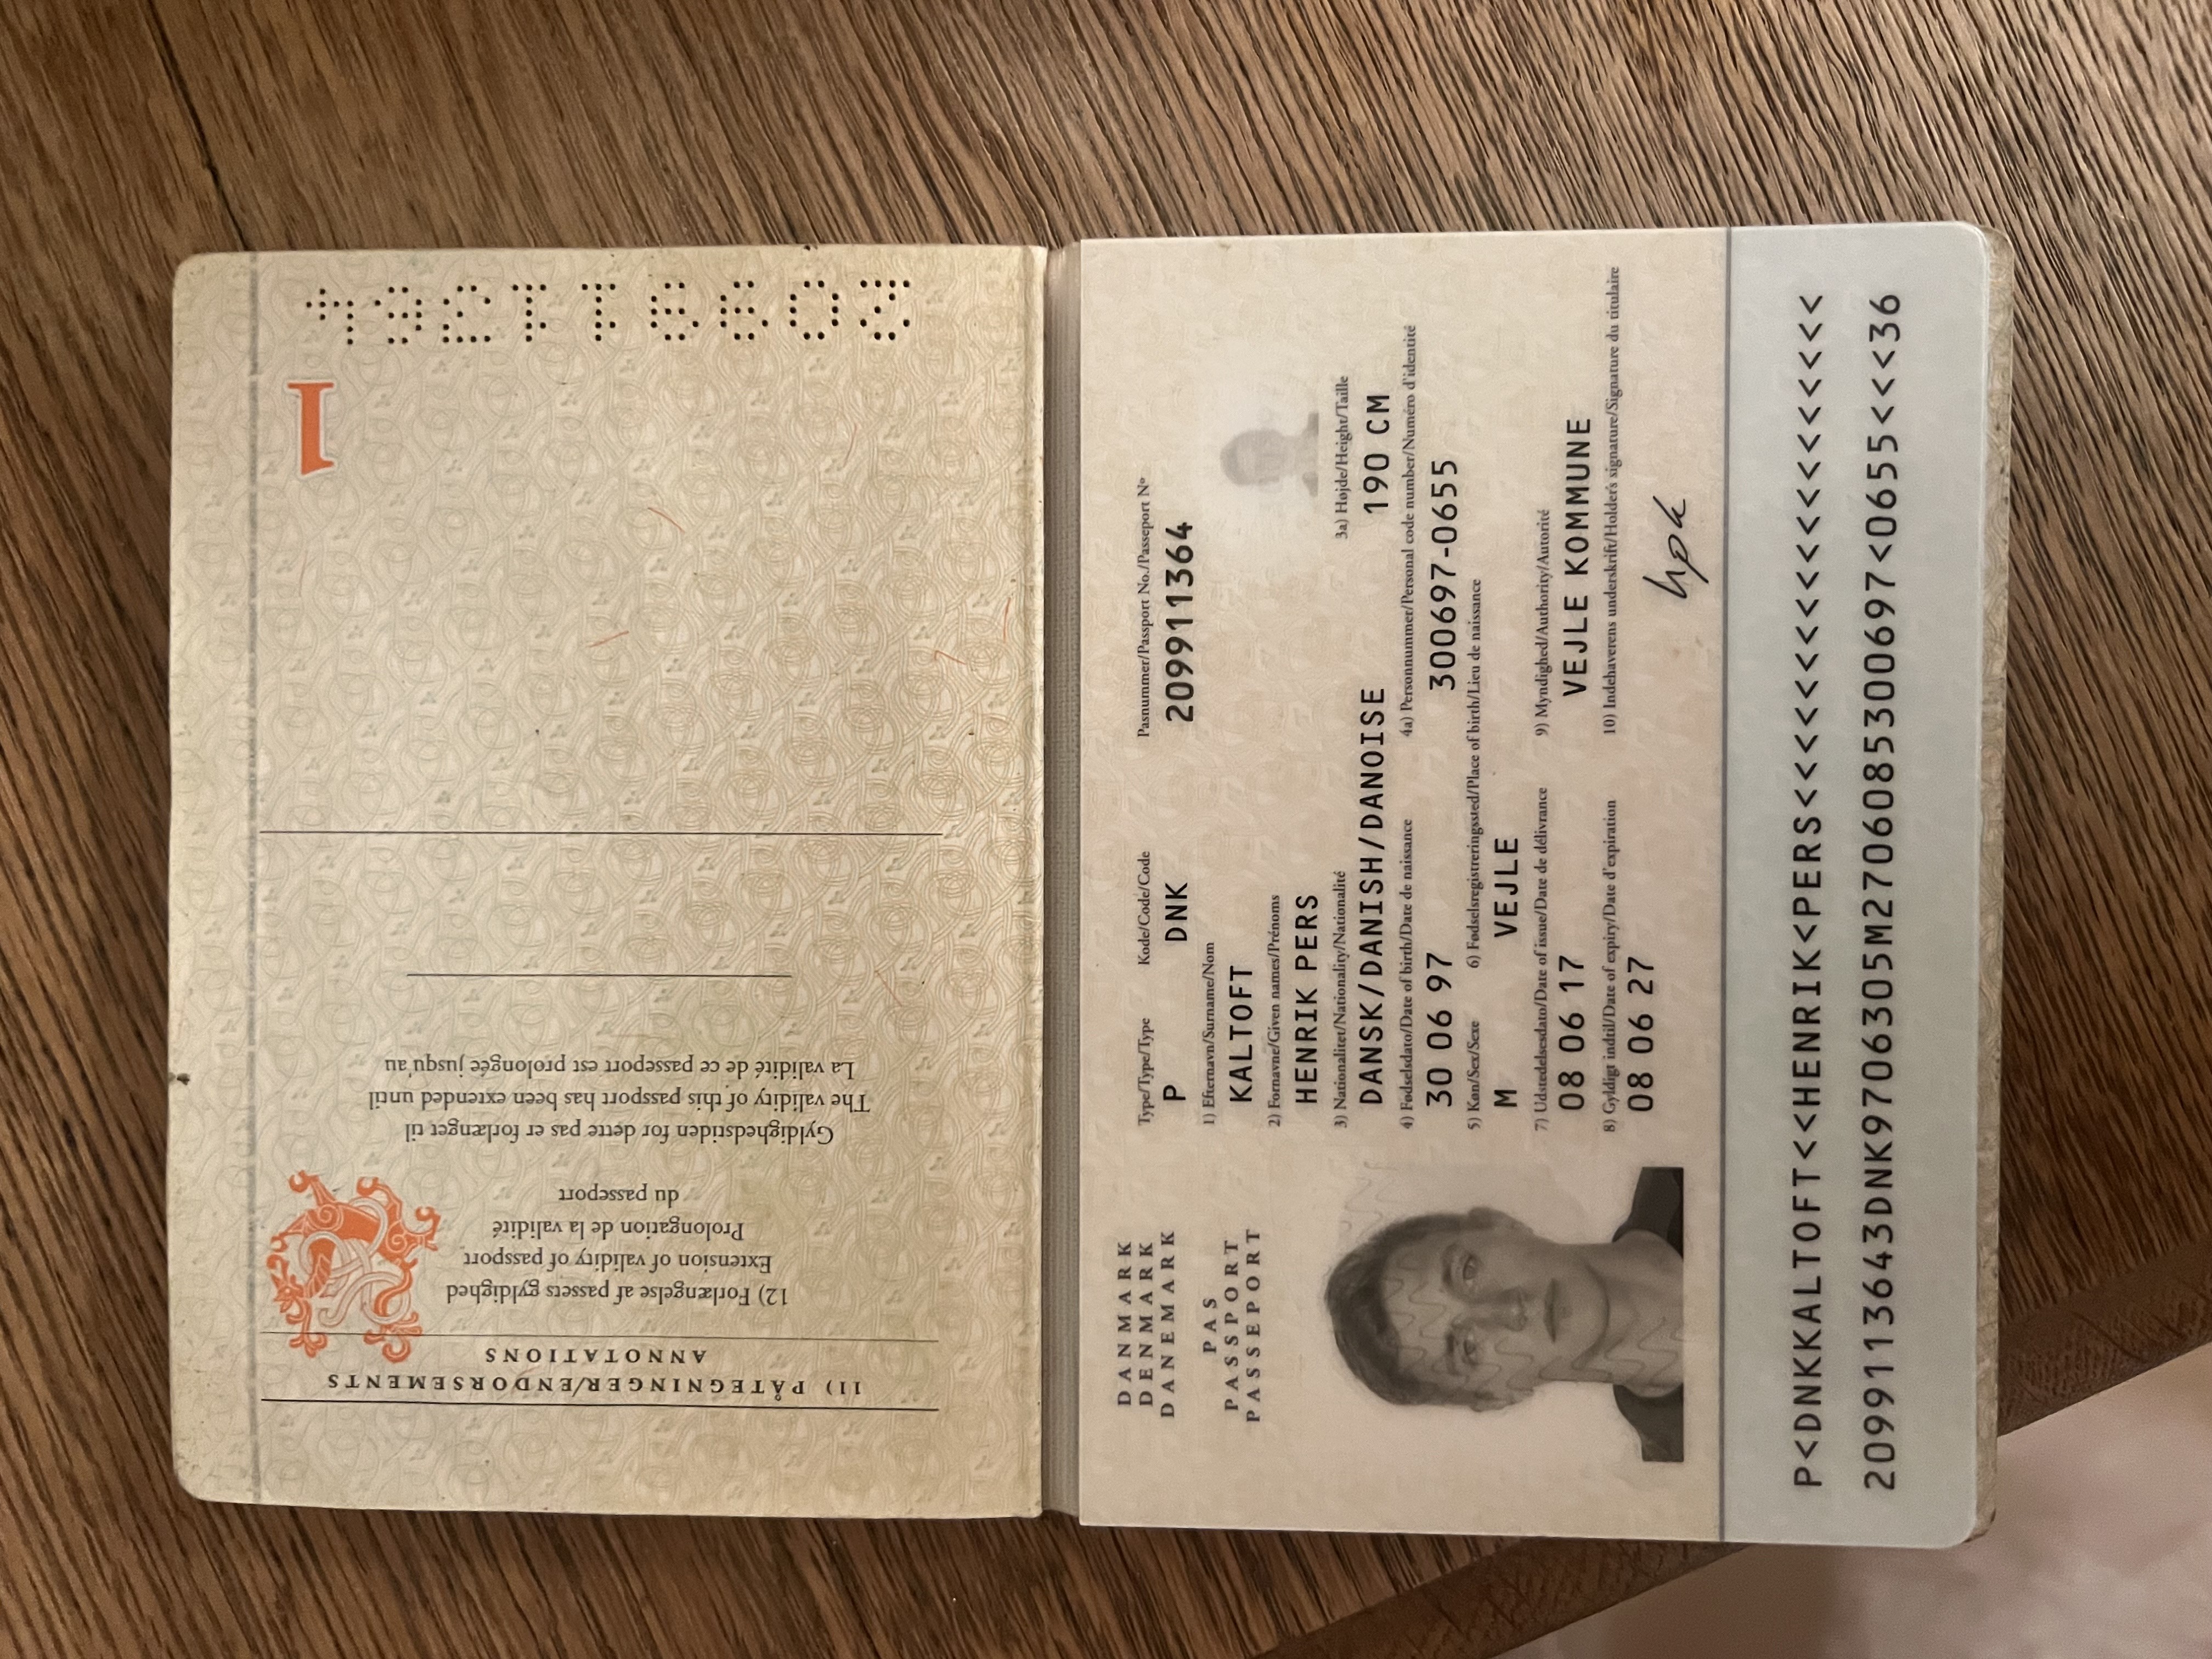 209911364
1
11) PÅTEGNINGER/ENDORSEMENTS
ANNOTATIONS
12) Forlængelse af passets gyldighed
Extension of validity of passport
Prolongation de la validité
du passeport
Gyldighedstiden for dette pas er forlænget til
The validity of this passport has been extended until
La validité de ce passeport est prolongée jusqu'au
DANMARK
DENMARK
DANEMARK
PAS
PASSPORT
PASSEPORT
Type/Type/Type Kode/Code/Code Pasnummer/Passport No./Passeport Nº
P DNK 209911364
1) Efternavn/Surname/Nom
KALTOFT
2) Fornavne/Given names/Prénoms
HENRIK PERS
3) Nationalitet/Nationality/Nationalité 3a) Højde/Height/Taille
DANSK/DANISH/DANOISE 190 CM
4) Fødselsdato/Date of birth/Date de naissance 4a) Personnummer/Personal code number/Numéro d'identité
30 06 97 300697-0655
5) Køn/Sex/Sexe 6) Fødselsregistreringssted/Place of birth/Lieu de naissance
M VEJLE
7) Udstedelsesdato/Date of issue/Date de délivrance 9) Myndighed/Authority/Autorité
08 06 17 VEJLE KOMMUNE
8) Gyldigt indtil/Date of expiry/Date d'expiration 10) Indehaverens underskrift/Holder's signature/Signature du titulaire
08 06 27 hpk
P<DNKKALTOFT<<HENRIK<PERS<<<<<<<<<<<<<<<<<<<
2099113643DNK9706305M2706085300697<0655<<<36